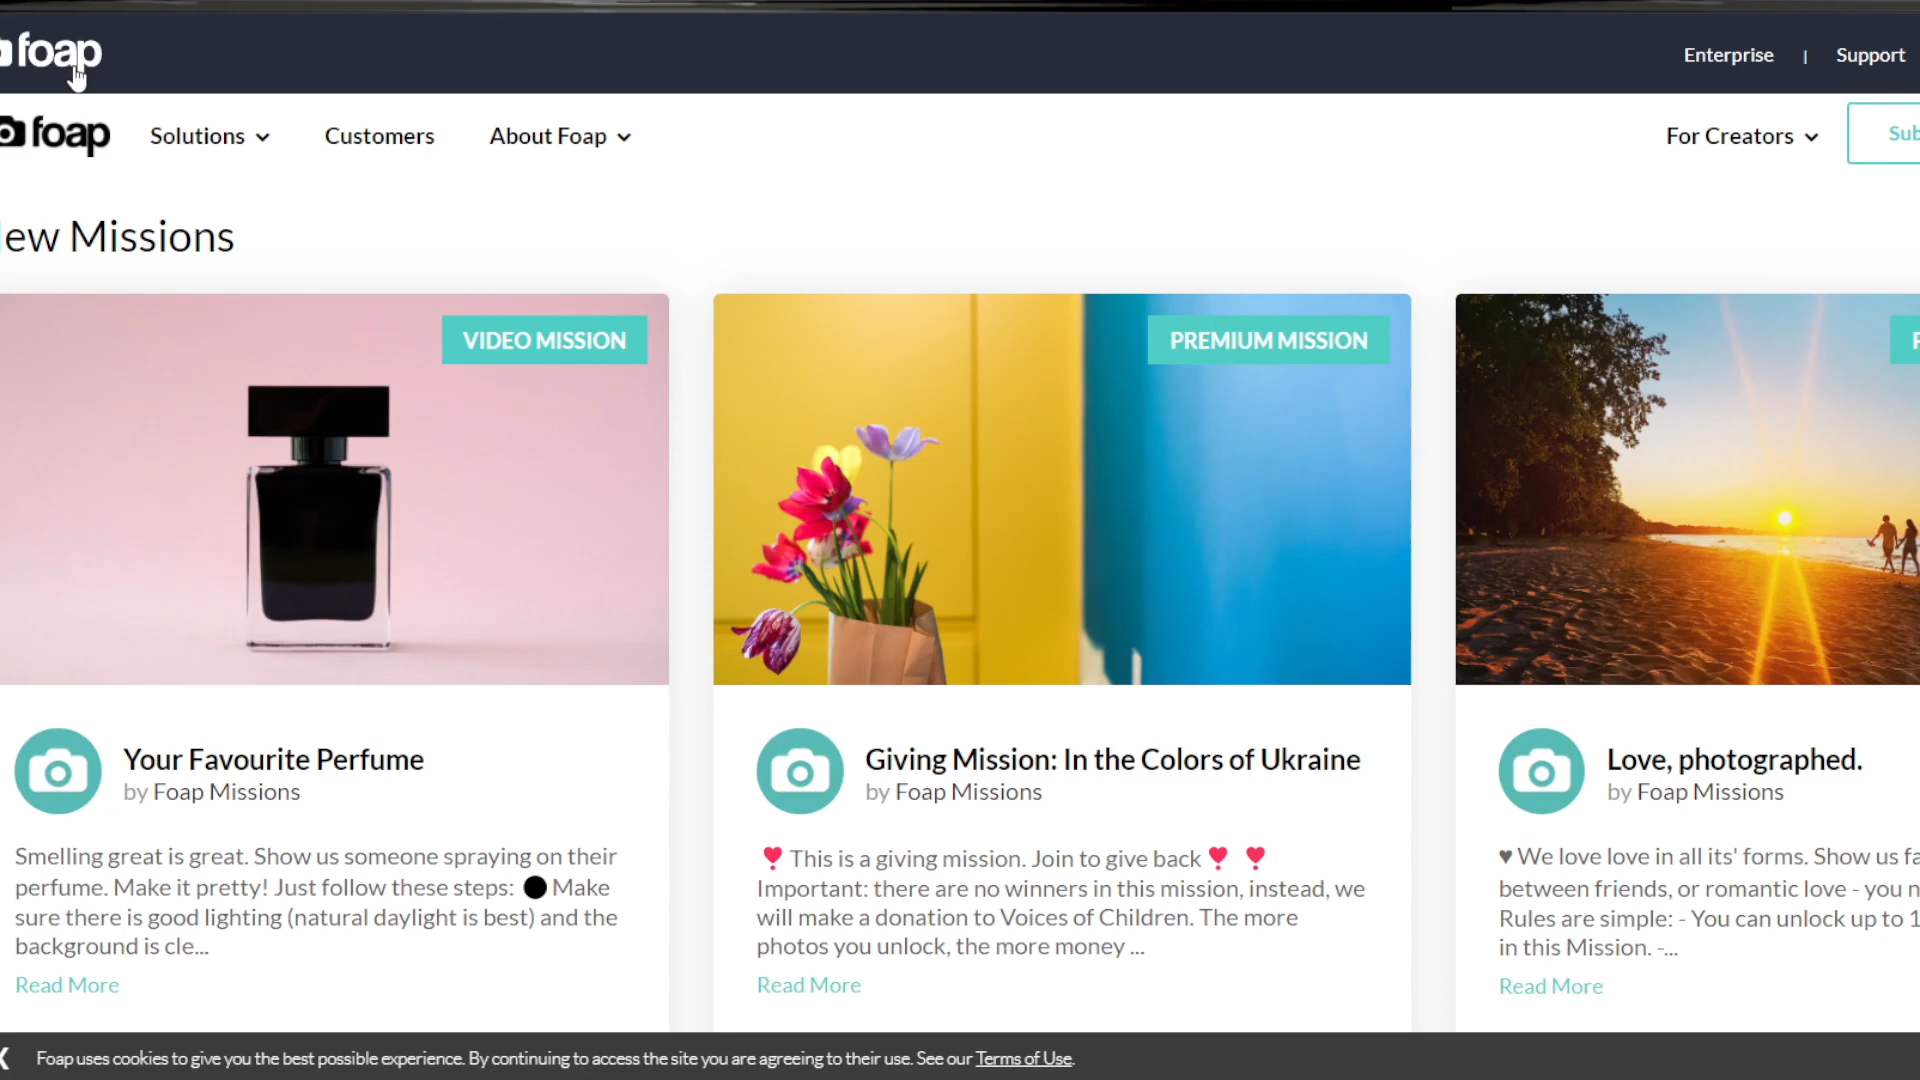 foap
Enterprise | Support
foap Solutions Customers About Foap For Creators
Missions
VIDEO MISSION
PREMIUM MISSION
Your Favourite Perfume
by Foap Missions
Smelling great is great. Show us someone spraying on their
perfume. Make it pretty! Just follow these steps: ⚫ Make
sure there is good lighting (natural daylight is best) and the
background is cle...
Read More
Giving Mission: In the Colors of Ukraine
by Foap Missions
❣ This is a giving mission. Join to give back ❣ ❣
Important: there are no winners in this mission, instead, we
will make a donation to Voices of Children. The more
photos you unlock, the more money ...
Read More
Love, photographed.
by Foap Missions
♥ We love love in all its' forms. Show us
between friends, or romantic love - you
Rules are simple: - You can unlock up to
in this Mission. -...
Read More
Foap uses cookies to give you the best possible experience. By continuing to access the site you are agreeing to their use. See our Terms of Use.